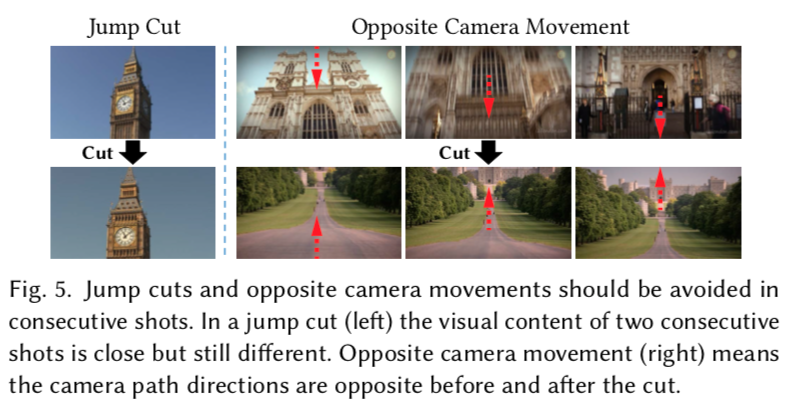 Jump Cut
Opposite Camera Movement
Cut
Cut
Fig. 5. Jump cuts and opposite camera movements should be avoided in
consecutive shots. In a jump cut (left) the visual content of two consecutive
shots is close but still different. Opposite camera movement (right) means
the camera path directions are opposite before and after the cut.